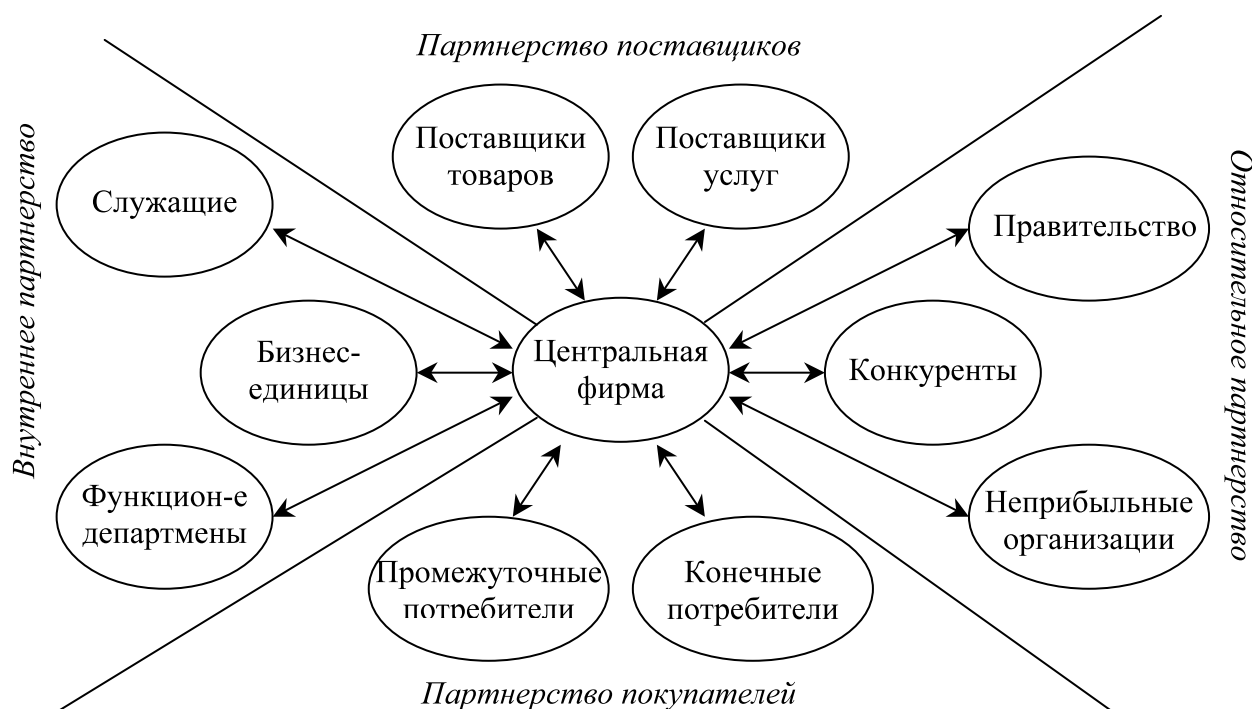 Партнерство поставщиков
Поставщики
товаров
Поставщики
услуг
Внутреннее партнерство
Служащие
Правительство
Относительное партнерство
Бизнес-
единицы
Центральная
фирма
Конкуренты
Функцион-е
департмены
Неприбыльные
организации
Промежуточные
потребители
Конечные
потребители
Партнерство покупателей